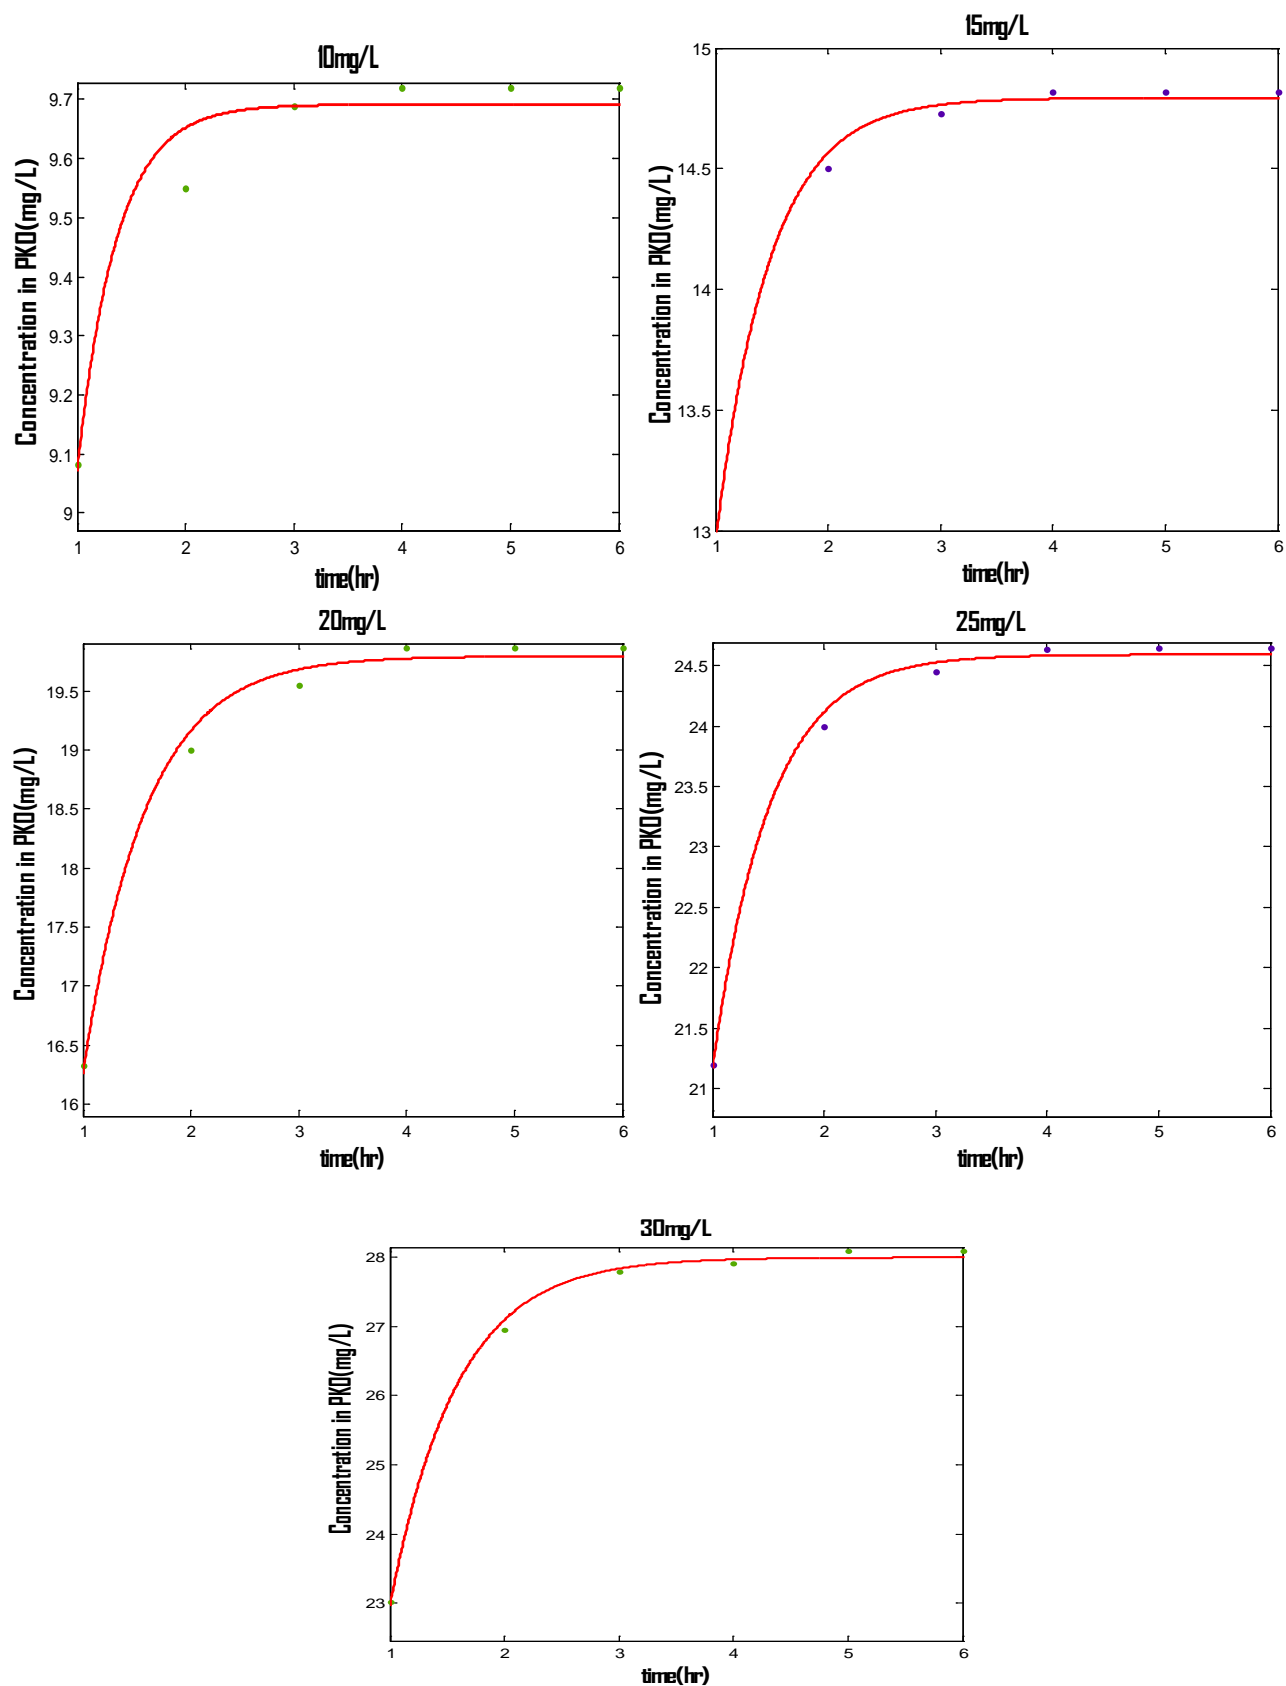 10mg/L
9.7
9.6
9.5
9.4
9.3
9.2
9.1
9
1 2 3 4 5 6
Concentration in PKO(mg/L)
time(hr)
15mg/L
15
14.5
14
13.5
13
1 2 3 4 5 6
Concentration in PKO(mg/L)
time(hr)
20mg/L
19.5
19
18.5
18
17.5
17
16.5
16
1 2 3 4 5 6
Concentration in PKO(mg/L)
time(hr)
25mg/L
24.5
24
23.5
23
22.5
22
21.5
21
1 2 3 4 5 6
Concentration in PKO(mg/L)
time(hr)
30mg/L
28
27
26
25
24
23
1 2 3 4 5 6
Concentration in PKO(mg/L)
time(hr)